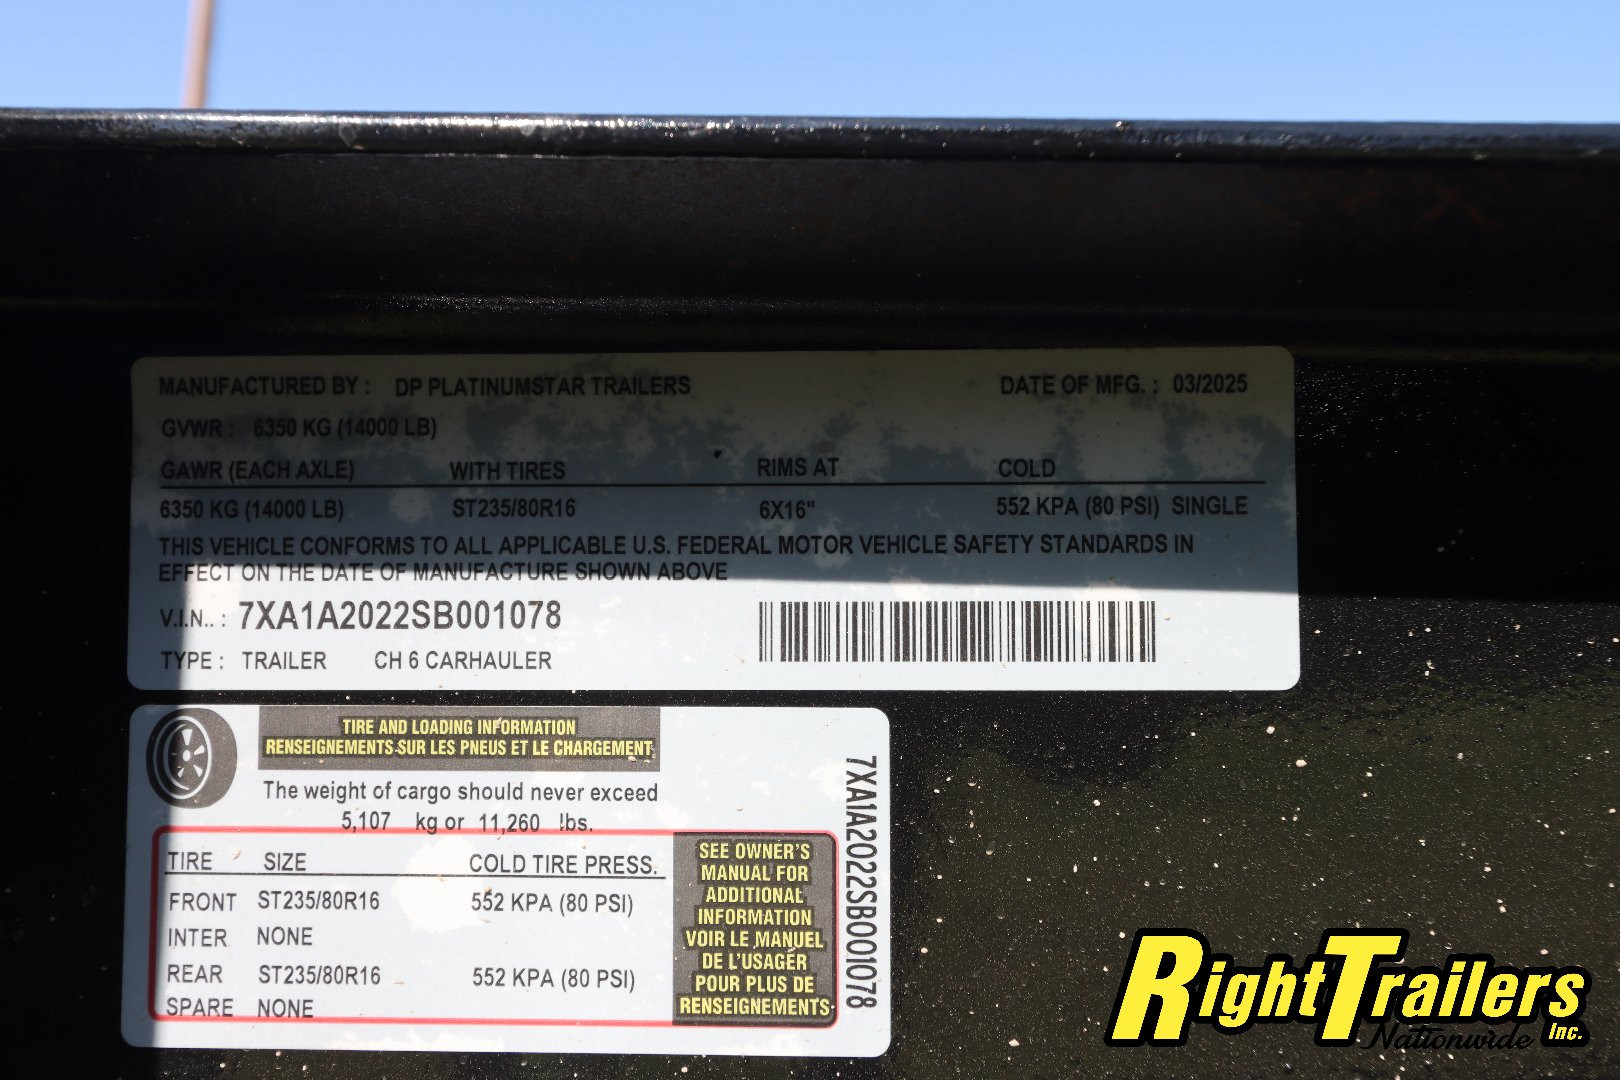 MANUFACTURED BY : DP PLATINUMSTAR TRAILERS DATE OF MFG. : 03/2025
GVWR : 6350 KG (14000 LB)
GAWR (EACH AXLE) WITH TIRES RIMS AT COLD
6350 KG (14000 LB) ST235/80R16 6X16" 552 KPA (80 PSI) SINGLE
THIS VEHICLE CONFORMS TO ALL APPLICABLE U.S. FEDERAL MOTOR VEHICLE SAFETY STANDARDS IN
EFFECT ON THE DATE OF MANUFACTURE SHOWN ABOVE
V.I.N.. : 7XA1A2022SB001078
TYPE : TRAILER CH 6 CARHAULER
TIRE AND LOADING INFORMATION
RENSEIGNEMENTS SUR LES PNEUS ET LE CHARGEMENT
The weight of cargo should never exceed
5,107 kg or 11,260 lbs.
TIRE SIZE COLD TIRE PRESS.
FRONT ST235/80R16 552 KPA (80 PSI)
INTER NONE
REAR ST235/80R16 552 KPA (80 PSI)
SPARE NONE
SEE OWNER'S
MANUAL FOR
ADDITIONAL
INFORMATION
VOIR LE MANUEL
DE L'USAGER
POUR PLUS DE
RENSEIGNEMENTS
7XA1A2022SB001078
RightTrailers
Nationwide Inc.